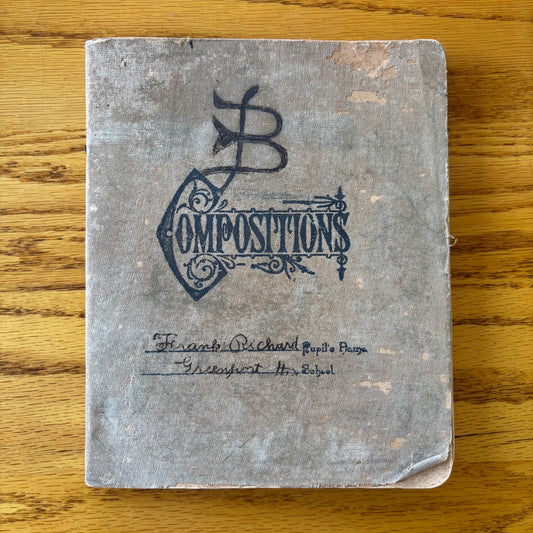 B
COMPOSITIONS
Frank Richard Pupil's Name
Greenport H. School